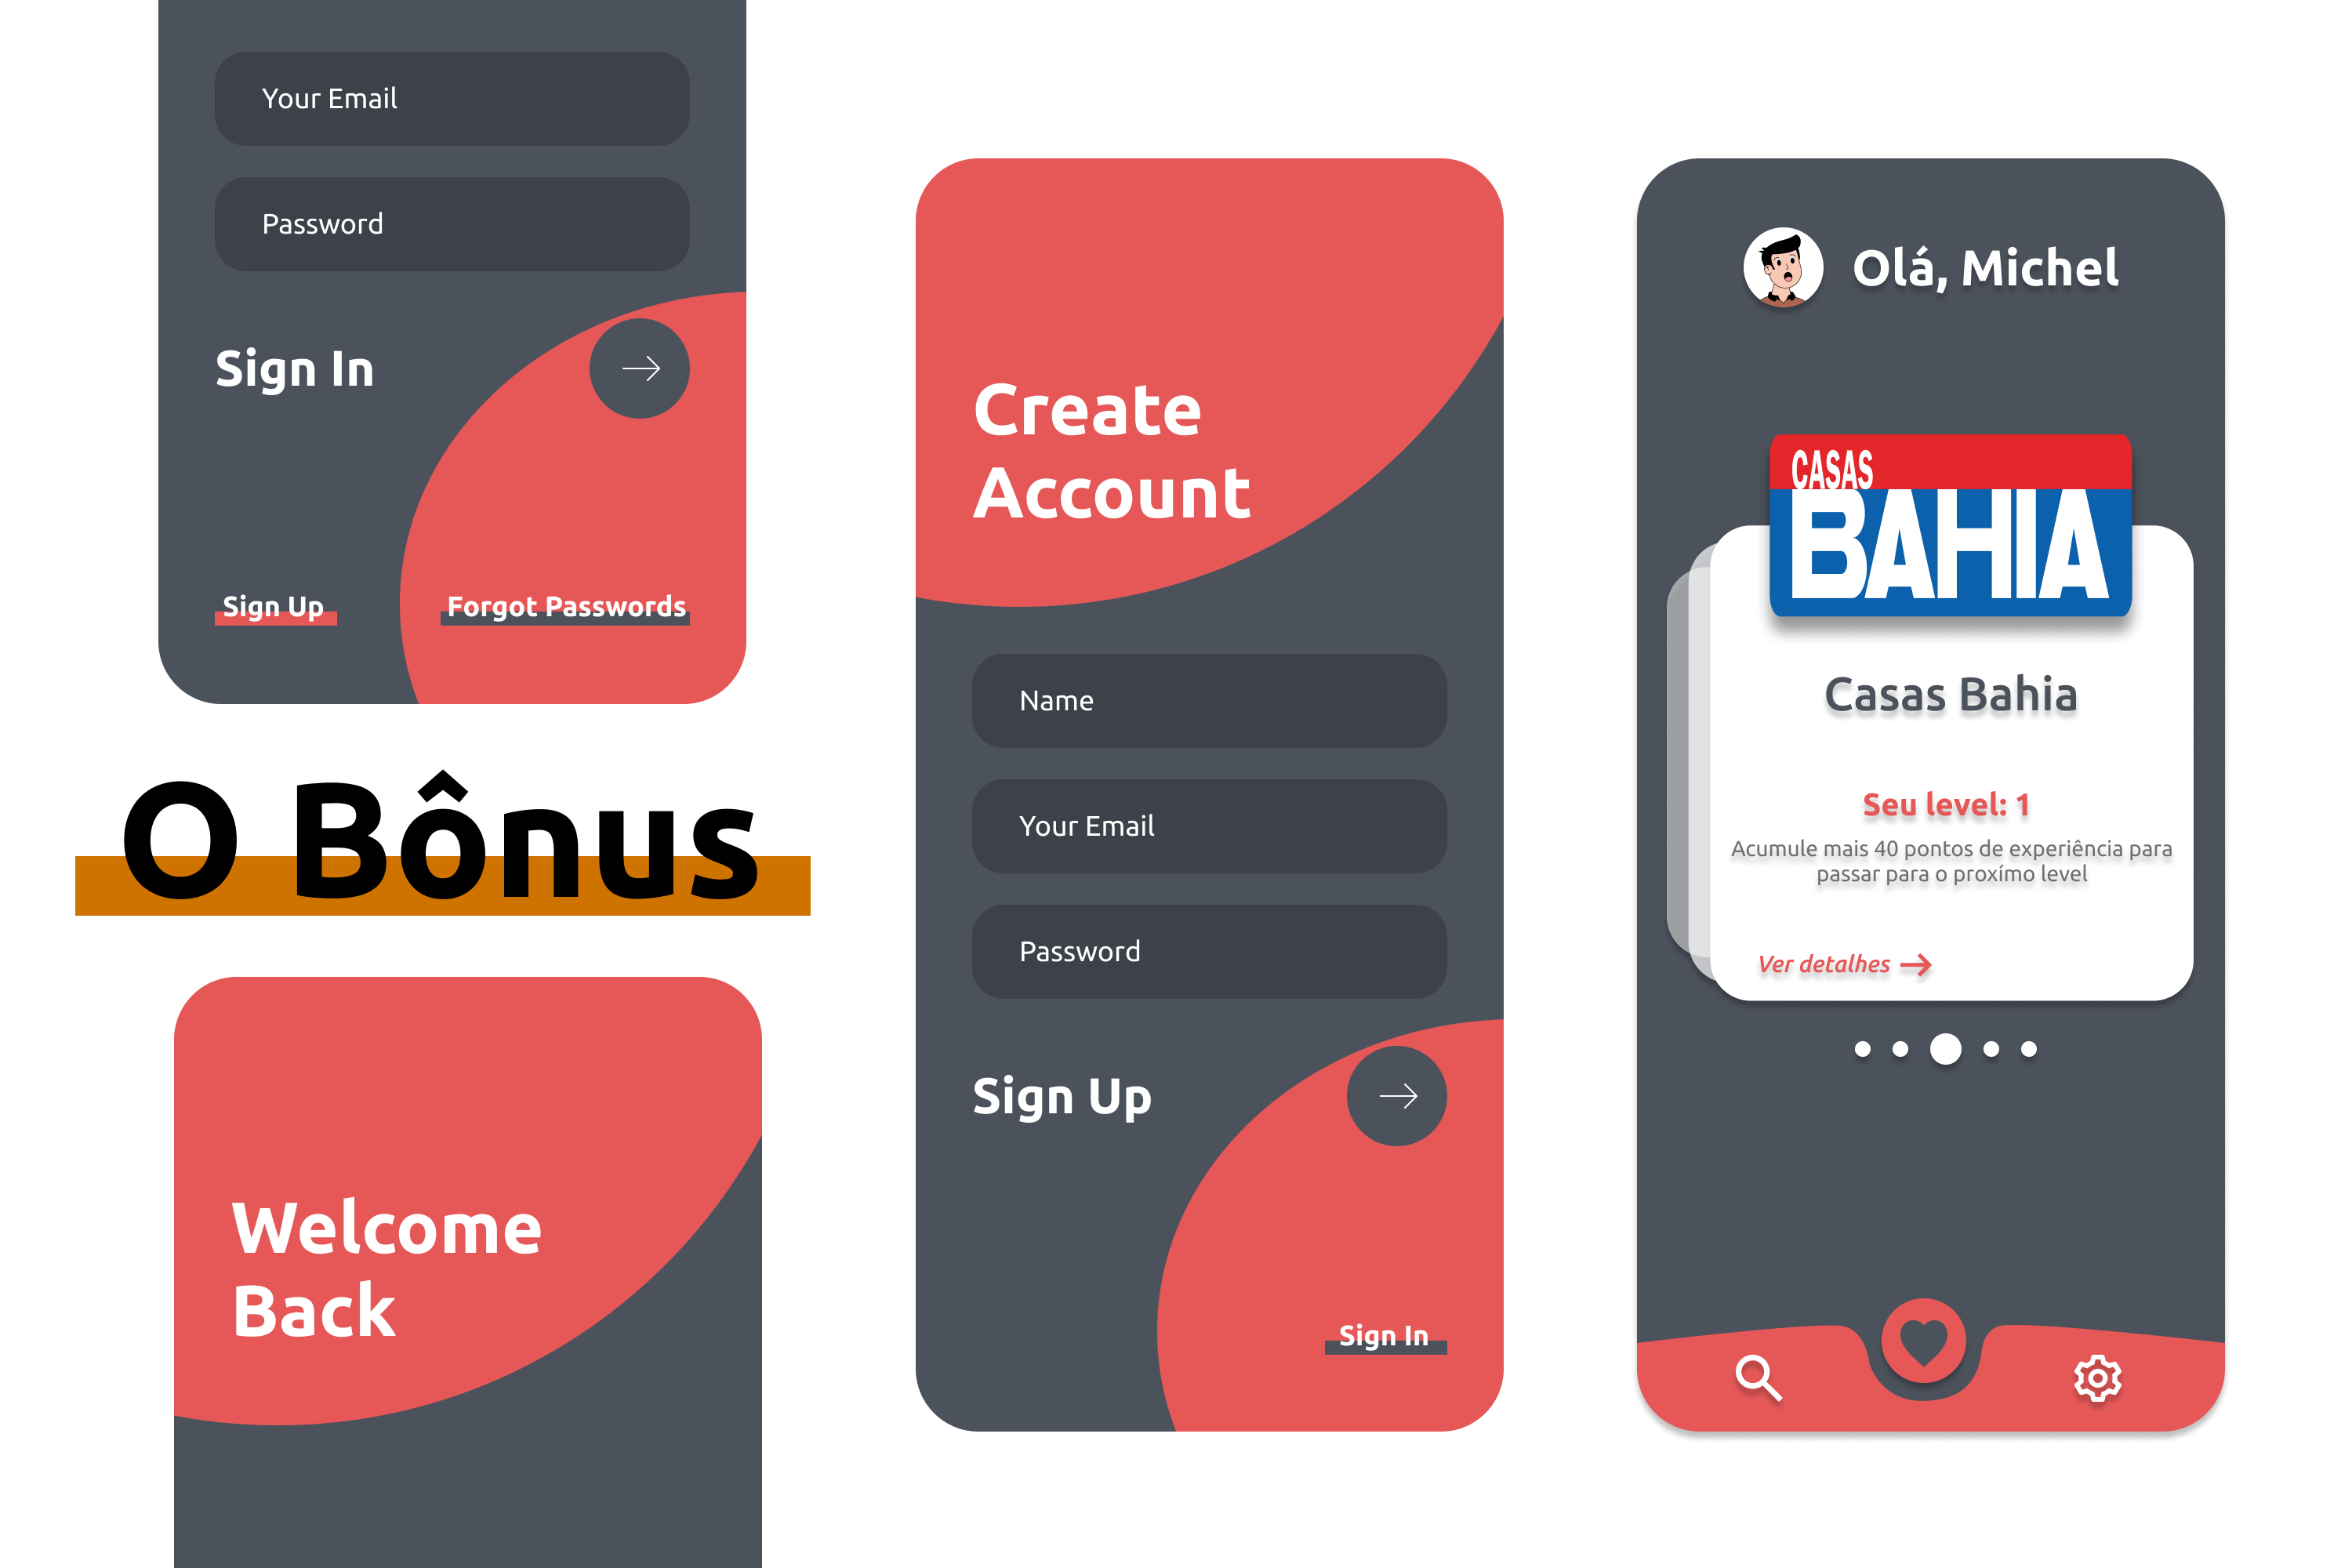 Your Email
Password
Sign In
Sign Up
Forgot Passwords
O Bônus
Welcome
Back
Create
Account
Name
Your Email
Password
Sign Up
Sign In
Olá, Michel
CASAS
BAHIA
Casas Bahia
Seu level: 1
Acumule mais 40 pontos de experiência para
passar para o proxímo level
Ver detalhes